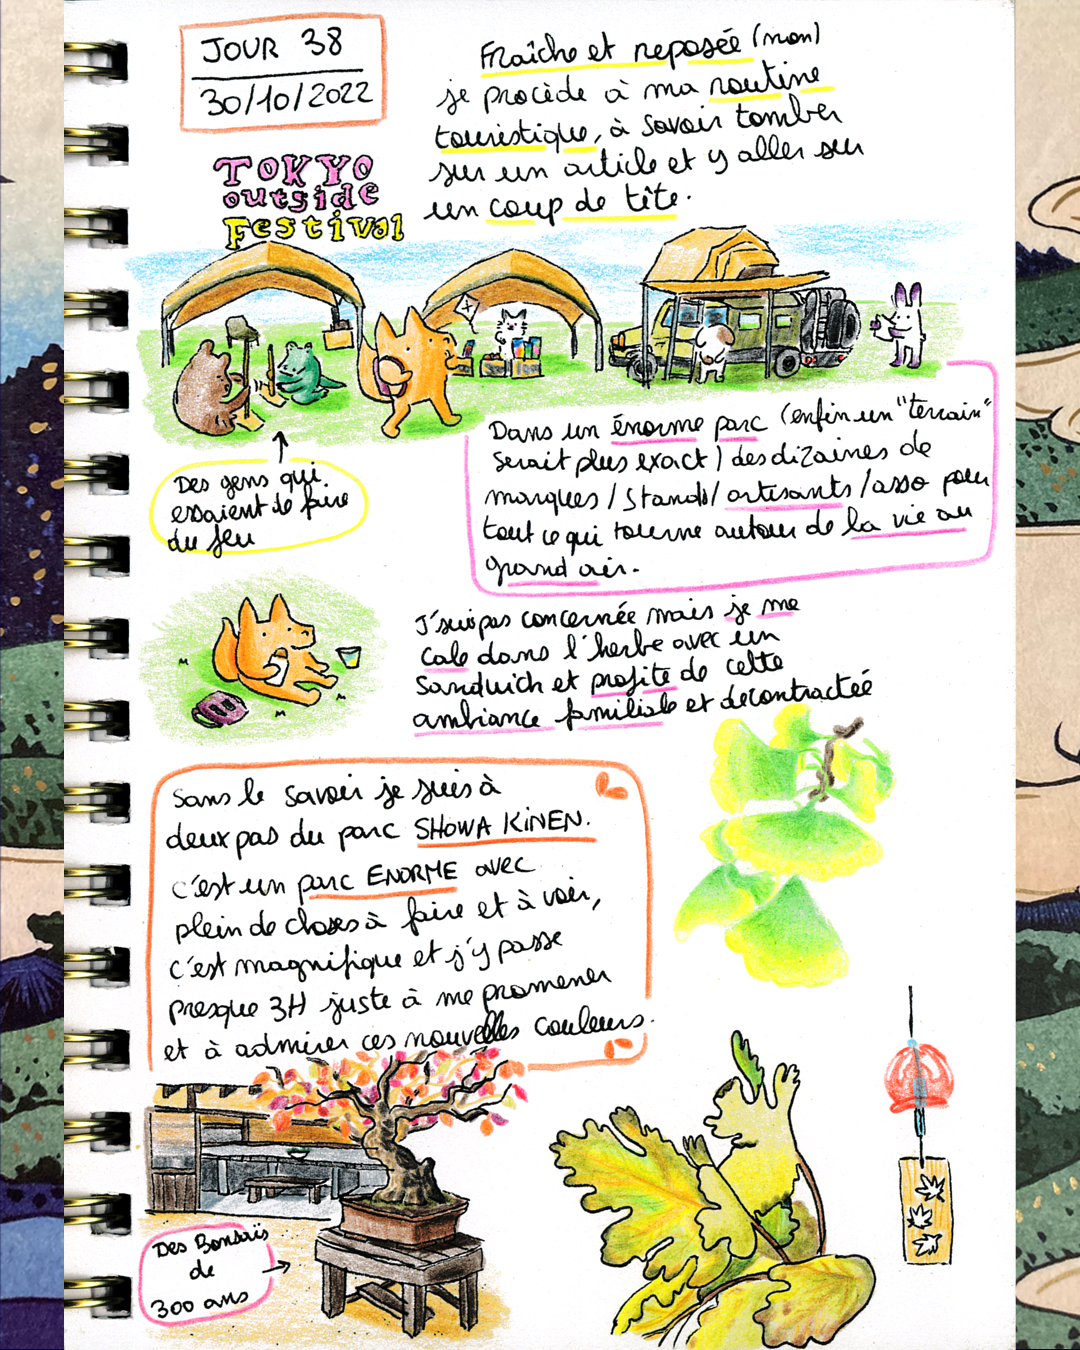 JOUR 38
30/10/2022
Fraîche et reposée (non)
je procède à ma routine
touristique, à savoir tomber
sur un article et y aller sur
un coup de tête.
TOKYO
outside
Festival
Dans un énorme parc (enfin un "terrain"
serait plus exact) des dizaines de
marques / stands / artisants / asso pour
tout ce qui tourne autour de la vie au
grand air.
Des gens qui
essaient de faire
du feu
J'suis pas concernée mais je me
cale dans l'herbe avec un
sandwich et profite de cette
ambiance familiale et décontractée
Sans le savoir je suis à
deux pas du parc SHOWA KINEN.
c'est un parc ENORME avec
plein de choses à faire et à voir,
c'est magnifique et j'y passe
presque 3H juste à me promener
et à admirer ces nouvelles couleurs.
Des Bonsaïs
de
300 ans